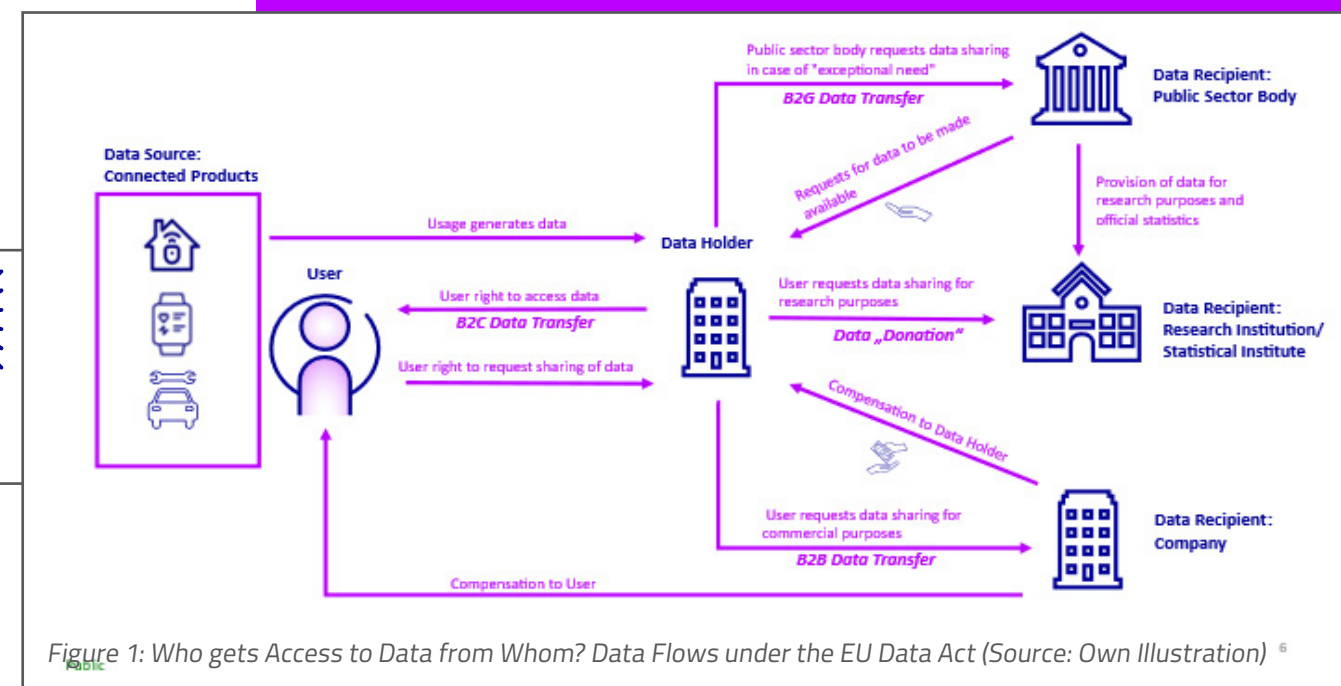 Public sector body requests data sharing
in case of "exceptional need"
B2G Data Transfer
Data Recipient:
Public Sector Body
Requests for data to be made
available
Provision of data for
research purposes and
official statistics
Data Source:
Connected Products
Usage generates data
Data Holder
User
User right to access data
B2C Data Transfer
User right to request sharing of data
User requests data sharing for
research purposes
Data „Donation“
Data Recipient:
Research Institution/
Statistical Institute
Compensation to Data Holder
User requests data sharing for
commercial purposes
B2B Data Transfer
Data Recipient:
Company
Compensation to User
Figure 1: Who gets Access to Data from Whom? Data Flows under the EU Data Act (Source: Own Illustration) 6
Public